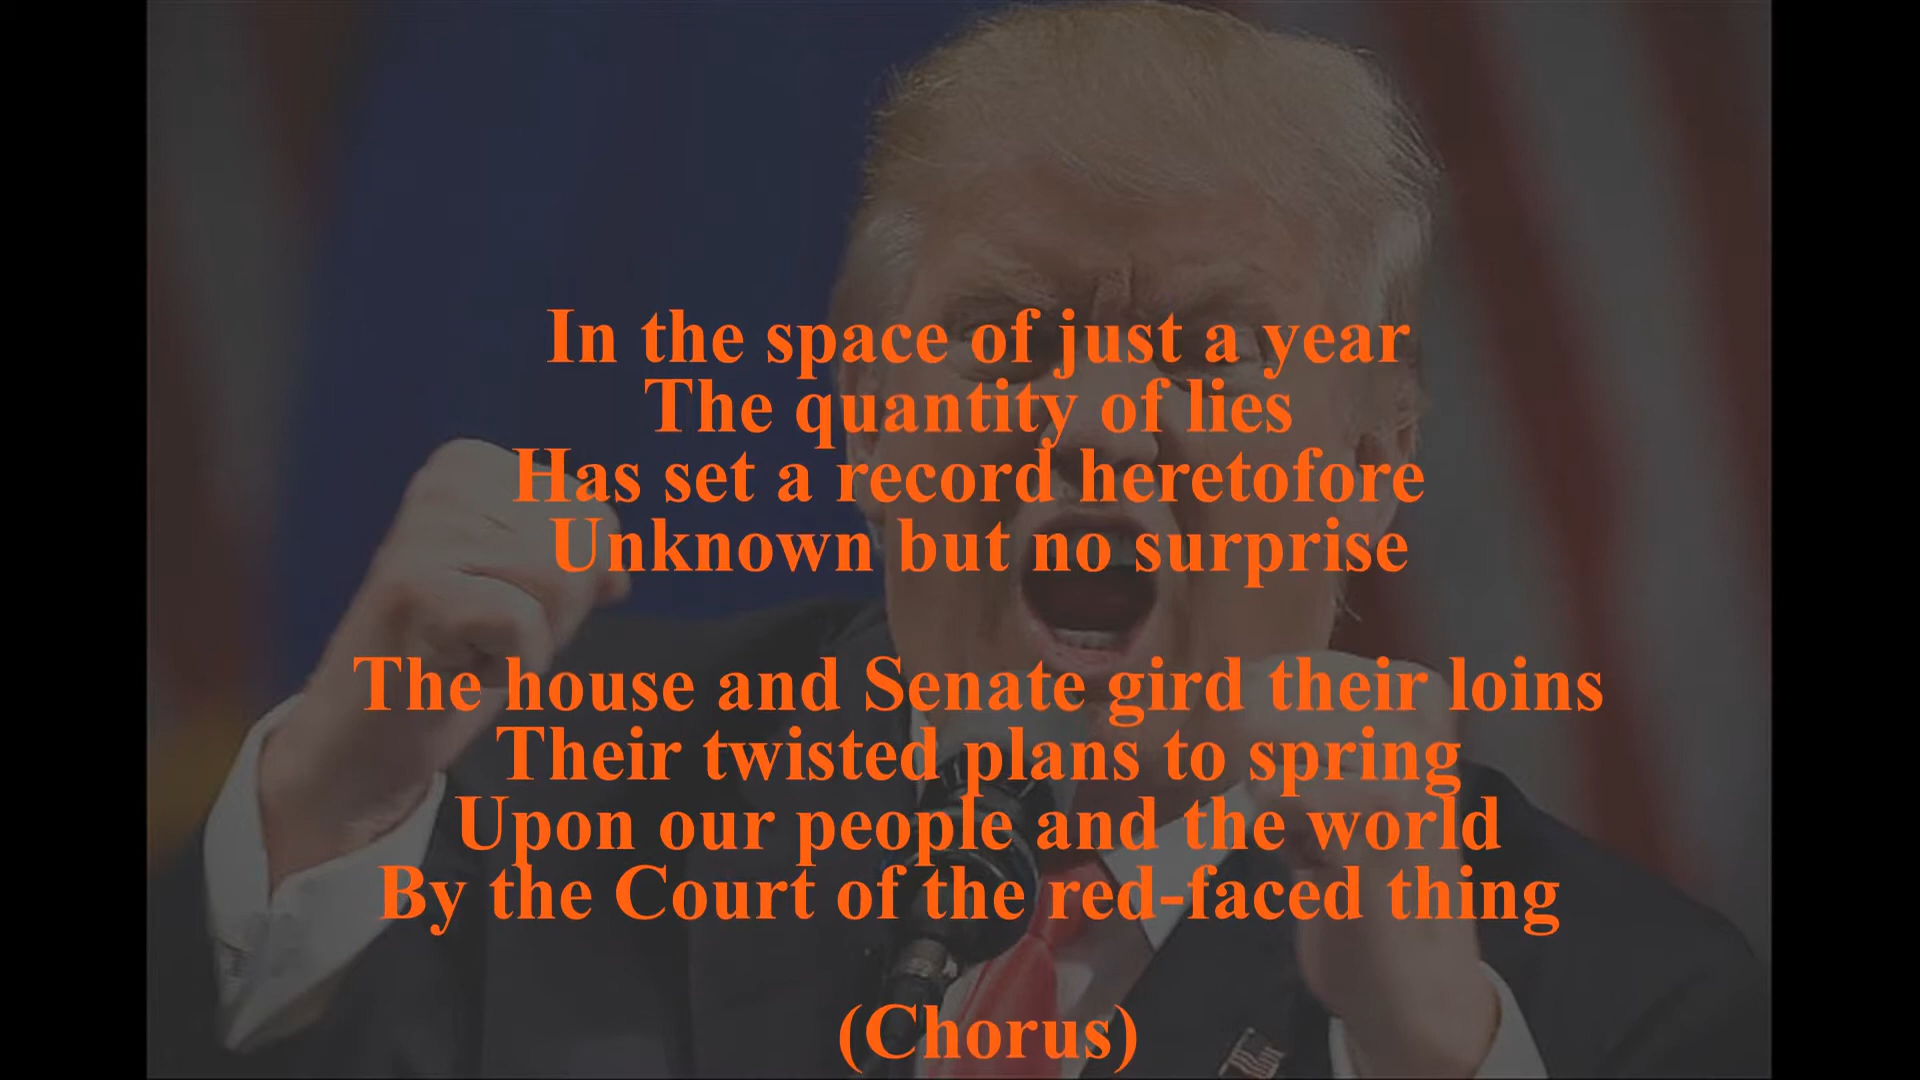 In the space of just a year
The quantity of lies
Has set a record heretofore
Unknown but no surprise
The house and Senate gird their loins
Their twisted plans to spring
Upon our people and the world
By the Court of the red-faced thing
(Chorus)